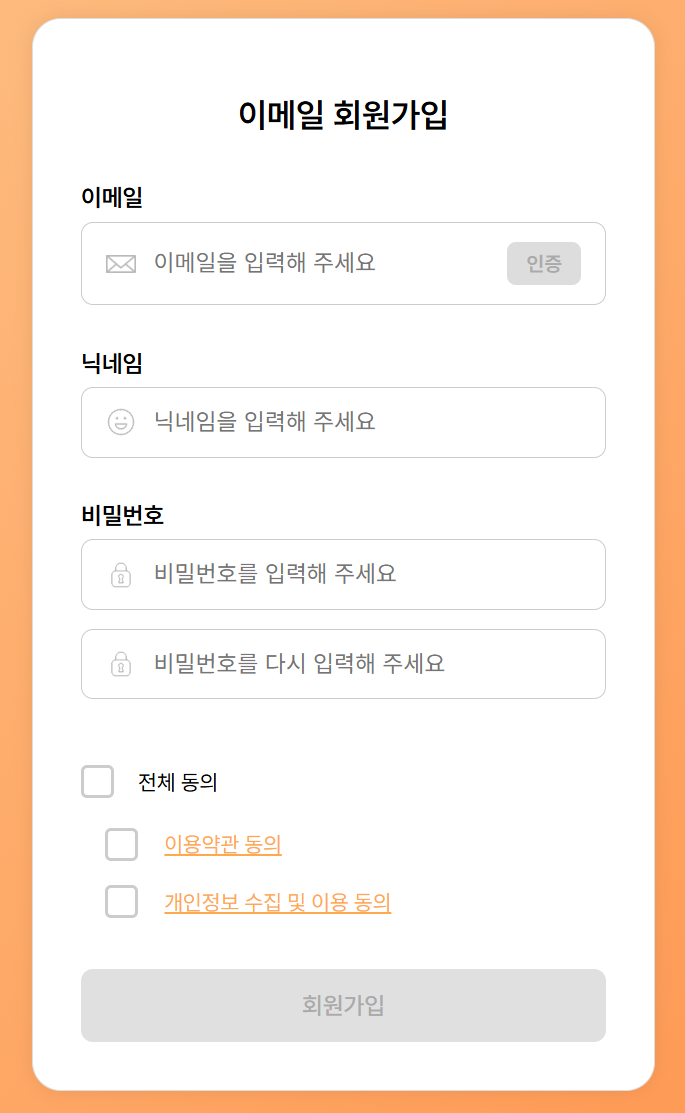 이메일 회원가입
이메일
이메일을 입력해 주세요
인증
닉네임
닉네임을 입력해 주세요
비밀번호
비밀번호를 입력해 주세요
비밀번호를 다시 입력해 주세요
전체 동의
이용약관 동의
개인정보 수집 및 이용 동의
회원가입